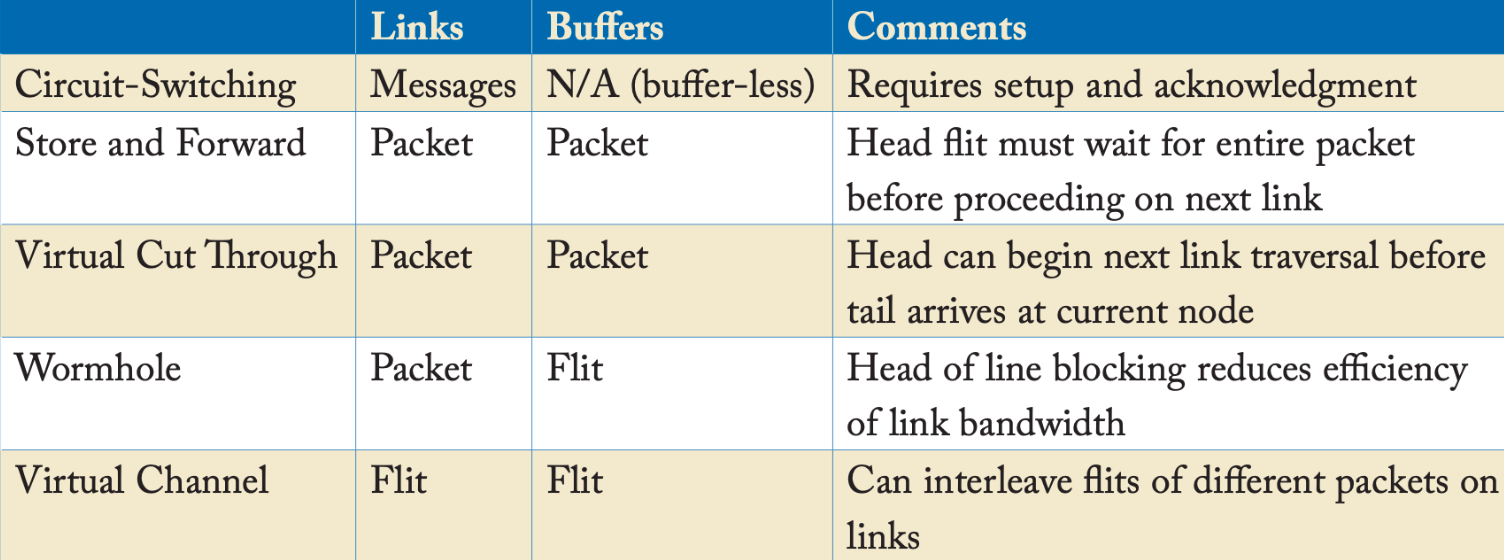 Links Buffers Comments
Circuit-Switching Messages N/A (buffer-less) Requires setup and acknowledgment
Store and Forward Packet Packet Head flit must wait for entire packet
before proceeding on next link
Virtual Cut Through Packet Packet Head can begin next link traversal before
tail arrives at current node
Wormhole Packet Flit Head of line blocking reduces efficiency
of link bandwidth
Virtual Channel Flit Flit Can interleave flits of different packets on
links